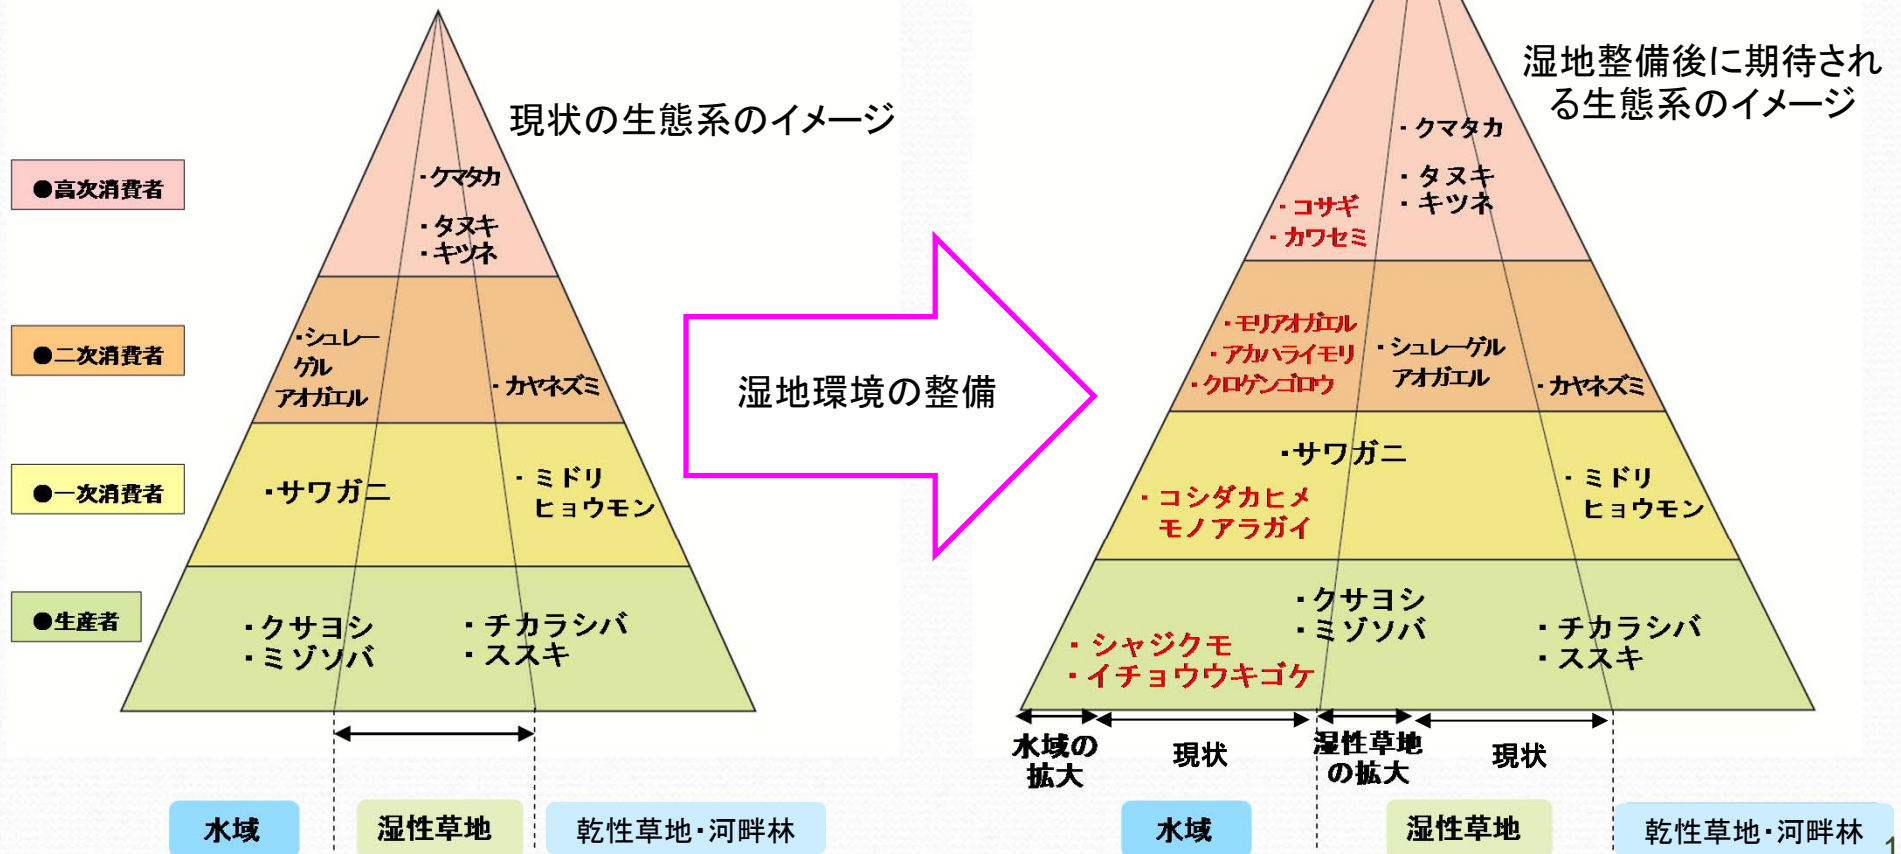 現状の生態系のイメージ
●高次消費者
・クマタカ
・タヌキ
・キツネ
●二次消費者
・シュレー
ゲル
アオガエル
・カヤネズミ
●一次消費者
・サワガニ
・ミドリ
ヒョウモン
●生産者
・クサヨシ
・ミゾソバ
・チカラシバ
・ススキ
水域
湿性草地
乾性草地・河畔林
湿地環境の整備
湿地整備後に期待され
る生態系のイメージ
・クマタカ
・タヌキ
・キツネ
・コサギ
・カワセミ
・モリアオガエル
・アカハライモリ
・クロゲンゴロウ
・シュレーゲル
アオガエル
・カヤネズミ
・サワガニ
・コシダカヒメ
モノアラガイ
・ミドリ
ヒョウモン
・クサヨシ
・ミゾソバ
・シャジクモ
・イチョウウキゴケ
・チカラシバ
・ススキ
水域の
拡大
現状
湿性草地
の拡大
現状
水域
湿性草地
乾性草地・河畔林